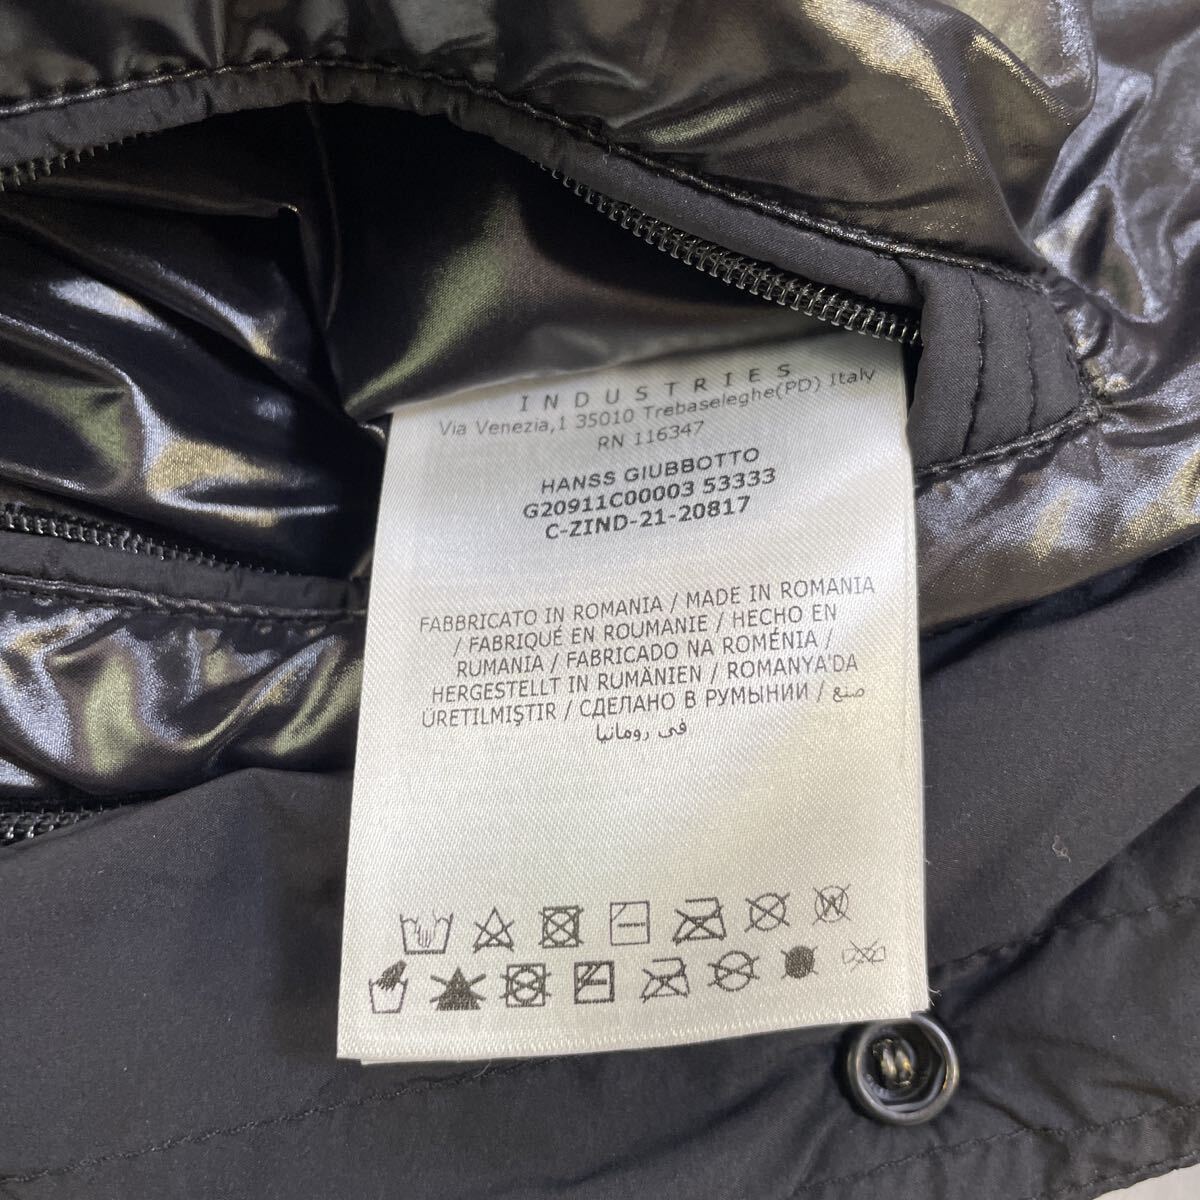 INDUSTRIES
Via Venezia,1 35010 Trebaseleghe(PD) Italy
RN 116347
HANSS GIUBBOTTO
G20911C00003 53333
C-ZIND-21-20817
FABBRICATO IN ROMANIA / MADE IN ROMANIA
/ FABRIQUÉ EN ROUMANIE / HECHO EN
RUMANIA / FABRICADO NA ROMÉNIA /
HERGESTELLT IN RUMÄNIEN / ROMANYA'DA
ÜRETILMIŞTIR / СДЕЛАНО В РУМЫНИИ / صنع
في رومانيا
W